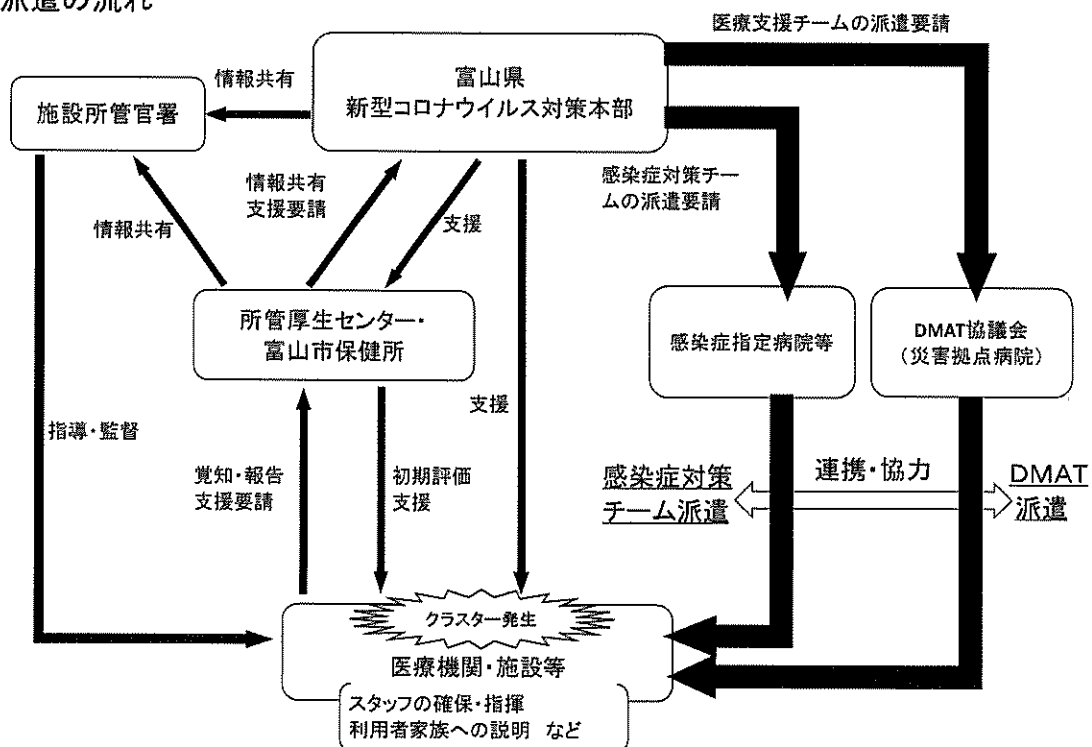 派遣の流れ
医療支援チームの派遣要請
富山県
新型コロナウイルス対策本部
情報共有
施設所管官署
感染症対策チー
ムの派遣要請
情報共有
支援要請
支援
情報共有
所管厚生センター・
富山市保健所
感染症指定病院等
DMAT協議会
（災害拠点病院）
指導・監督
支援
覚知・報告
支援要請
初期評価
支援
連携・協力
感染症対策
チーム派遣
DMAT
派遣
クラスター発生
医療機関・施設等
スタッフの確保・指揮
利用者家族への説明 など